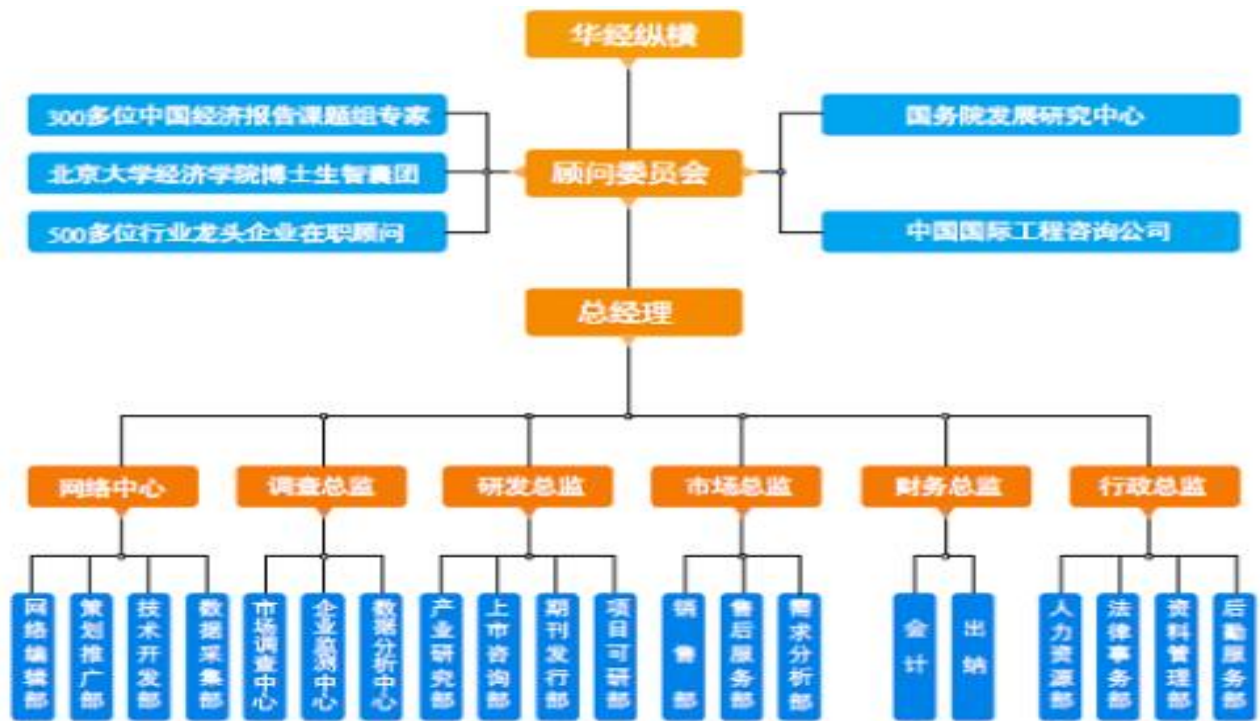 华经纵横
300多位中国经济报告课题组专家
国务院发展研究中心
北京大学经济学院博士生智囊团
顾问委员会
500多位行业龙头企业在职顾问
中国国际工程咨询公司
总经理
网络中心
调查总监
研发总监
市场总监
财务总监
行政总监
网络编辑部
策划推广部
技术开发部
数据采集部
市场调查中心
企业监测中心
数据分析中心
产业研究部
上市咨询部
期刊发行部
项目可研部
销售部
售后服务部
需求分析部
会计
出纳
人力资源部
法律事务部
资料管理部
后勤服务部